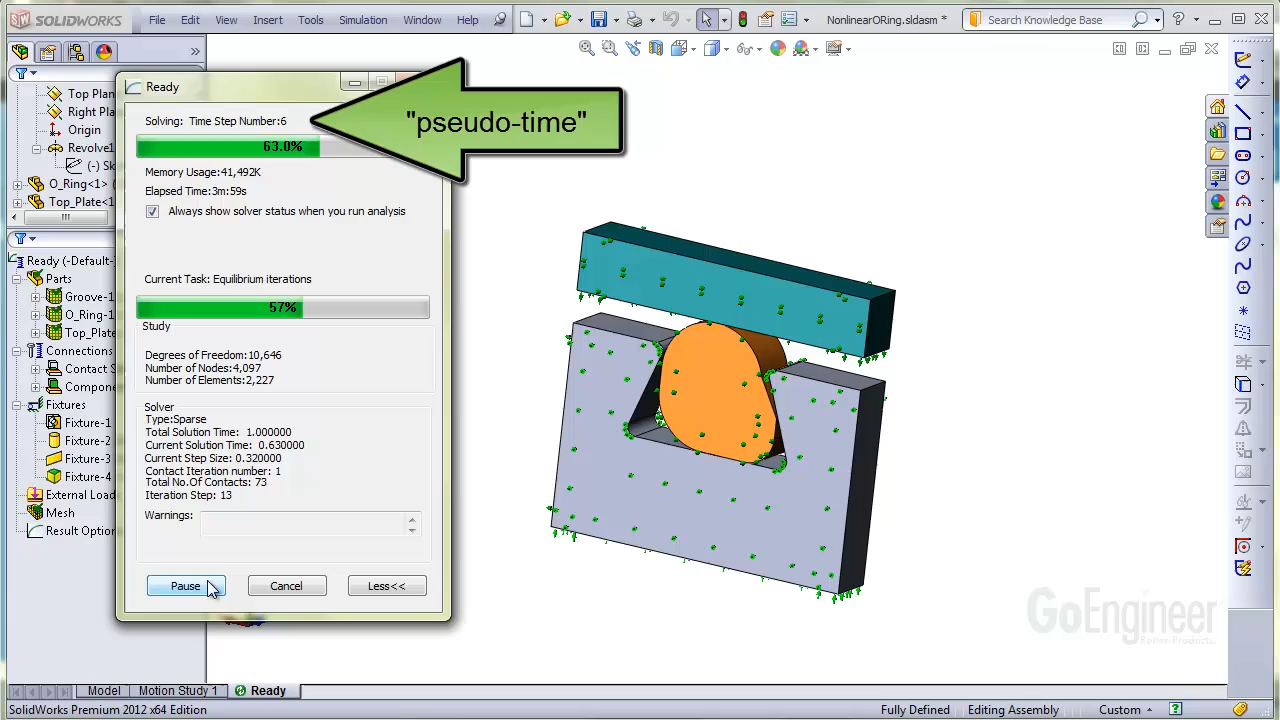 SOLIDWORKS
File Edit View Insert Tools Simulation Window Help
NonlinearORing.sldasm *
Search Knowledge Base
?
»
Top Plan
Right Pla
Origin
Revolve1
(-) Sk
O_Ring<1>
Top_Plate<1
Ready (-Default-
Parts
Groove-1
O_Ring-1
Top_Plate
Connections
Contact S
Compone
Fixtures
Fixture-1
Fixture-2
Fixture-3
Fixture-4
External Load
Mesh
Result Option
Ready
Solving: Time Step Number:6
63.0%
Memory Usage:41,492K
Elapsed Time:3m:59s
Always show solver status when you run analysis
Current Task: Equilibrium iterations
57%
Study
Degrees of Freedom:10,646
Number of Nodes:4,097
Number of Elements:2,227
Solver
Type:Sparse
Total Solution Time: 1.000000
Current Solution Time: 0.630000
Current Step Size: 0.320000
Contact Iteration number: 1
Total No.Of Contacts: 73
Iteration Step: 13
Warnings:
Pause Cancel Less<<
"pseudo-time"
GoEngineer
Model Motion Study 1 Ready
SolidWorks Premium 2012 x64 Edition
Fully Defined Editing Assembly Custom ?